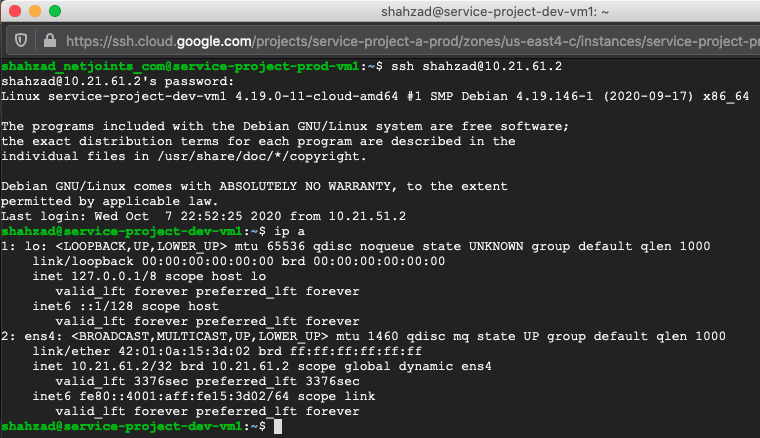 shahzad@service-project-dev-vm1: ~
https://ssh.cloud.google.com/projects/service-project-a-prod/zones/us-east4-c/instances/service-project-pr
shahzad_netjoints_com@service-project-prod-vm1:~$ ssh shahzad@10.21.61.2
shahzad@10.21.61.2's password:
Linux service-project-dev-vm1 4.19.0-11-cloud-amd64 #1 SMP Debian 4.19.146-1 (2020-09-17) x86_64
The programs included with the Debian GNU/Linux system are free software;
the exact distribution terms for each program are described in the
individual files in /usr/share/doc/*/copyright.
Debian GNU/Linux comes with ABSOLUTELY NO WARRANTY, to the extent
permitted by applicable law.
Last login: Wed Oct  7 22:52:25 2020 from 10.21.51.2
shahzad@service-project-dev-vm1:~$ ip a
1: lo: <LOOPBACK,UP,LOWER_UP> mtu 65536 qdisc noqueue state UNKNOWN group default qlen 1000
    link/loopback 00:00:00:00:00:00 brd 00:00:00:00:00:00
    inet 127.0.0.1/8 scope host lo
       valid_lft forever preferred_lft forever
    inet6 ::1/128 scope host
       valid_lft forever preferred_lft forever
2: ens4: <BROADCAST,MULTICAST,UP,LOWER_UP> mtu 1460 qdisc mq state UP group default qlen 1000
    link/ether 42:01:0a:15:3d:02 brd ff:ff:ff:ff:ff:ff
    inet 10.21.61.2/32 brd 10.21.61.2 scope global dynamic ens4
       valid_lft 3376sec preferred_lft 3376sec
    inet6 fe80::4001:aff:fe15:3d02/64 scope link
       valid_lft forever preferred_lft forever
shahzad@service-project-dev-vm1:~$